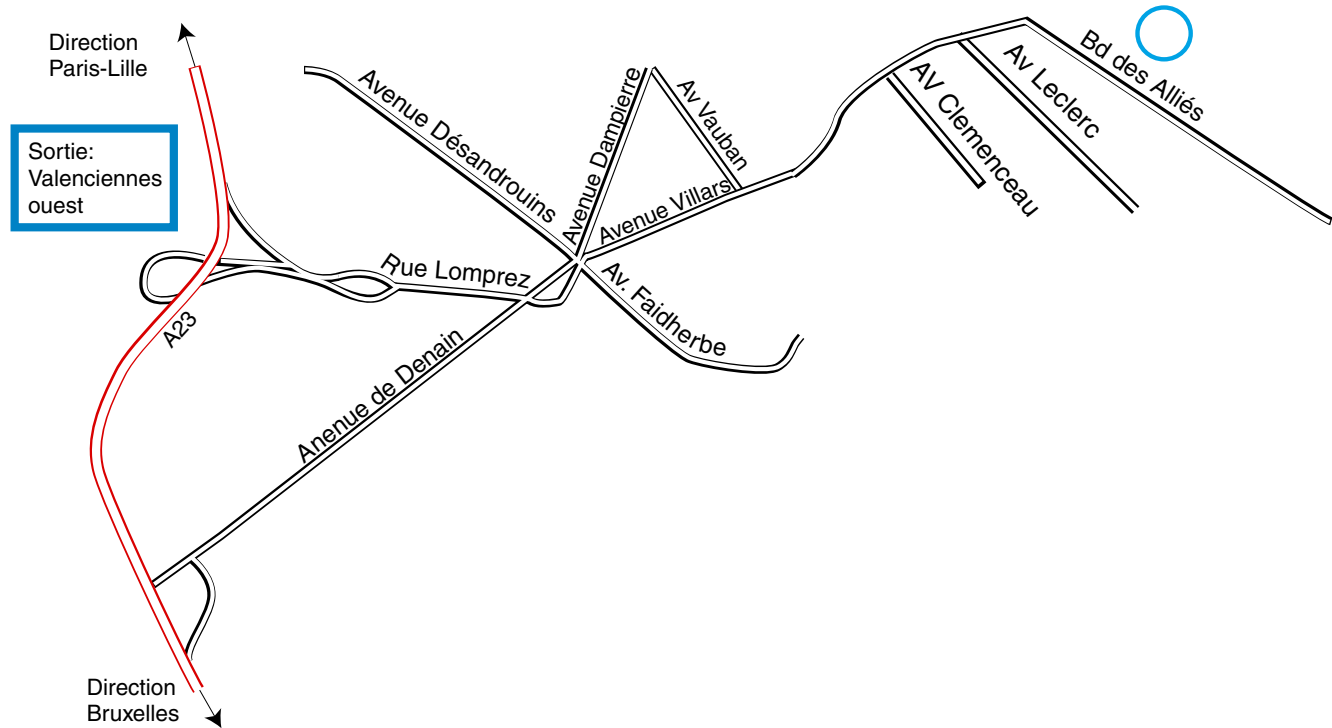 Direction
Paris-Lille
Sortie:
Valenciennes
ouest
A23
Avenue Désandrouins
Avenue Dampierre
Av Vauban
Avenue Villars
AV Clemenceau
Av Leclerc
Bd des Alliés
Rue Lomprez
Av. Faidherbe
Anenue de Denain
Direction
Bruxelles